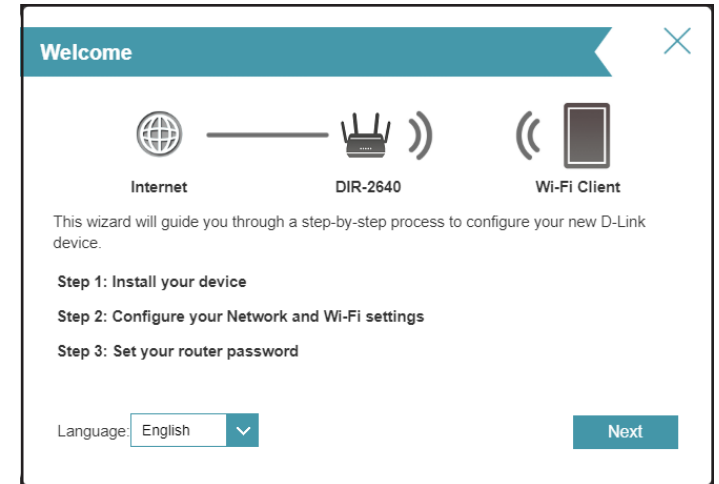 Welcome
Internet
DIR-2640
Wi-Fi Client
This wizard will guide you through a step-by-step process to configure your new D-Link
device.
Step 1: Install your device
Step 2: Configure your Network and Wi-Fi settings
Step 3: Set your router password
Language: English
Next